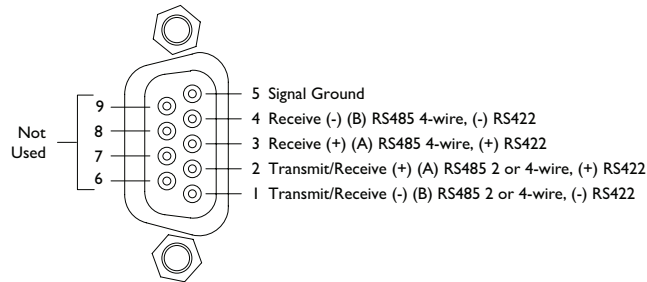 5 Signal Ground
9
4 Receive (-) (B) RS485 4-wire, (-) RS422
8
3 Receive (+) (A) RS485 4-wire, (+) RS422
Not
Used
7
2 Transmit/Receive (+) (A) RS485 2 or 4-wire, (+) RS422
6
1 Transmit/Receive (-) (B) RS485 2 or 4-wire, (-) RS422